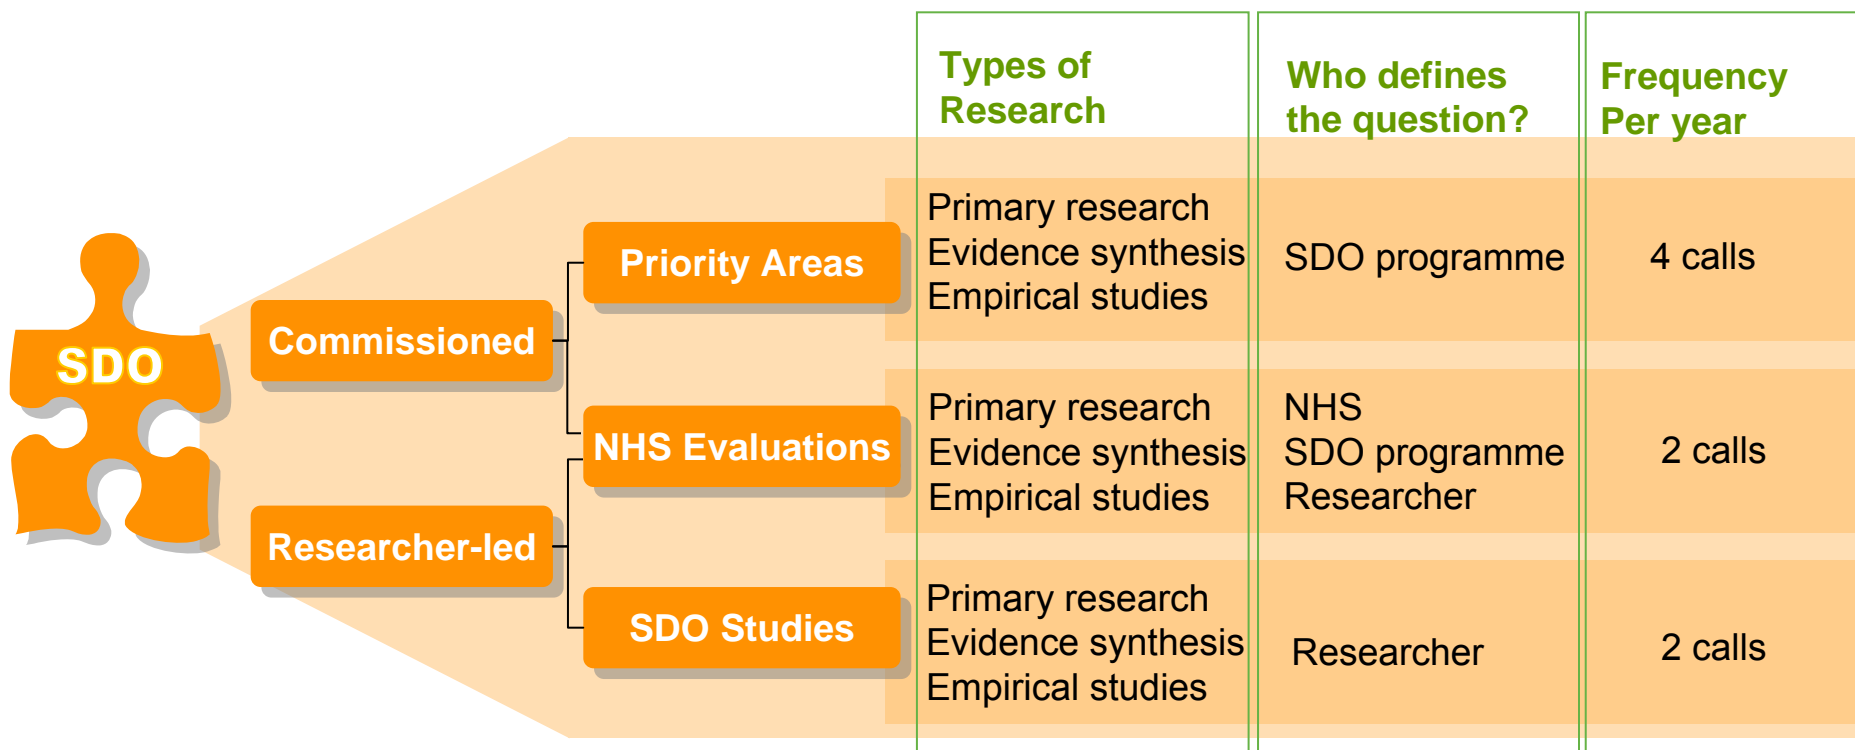 Types of
Research
Who defines
the question?
Frequency
Per year
SDO
Commissioned
Researcher-led
Priority Areas
Primary research
Evidence synthesis
Empirical studies
SDO programme
4 calls
NHS Evaluations
Primary research
Evidence synthesis
Empirical studies
NHS
SDO programme
Researcher
2 calls
SDO Studies
Primary research
Evidence synthesis
Empirical studies
Researcher
2 calls